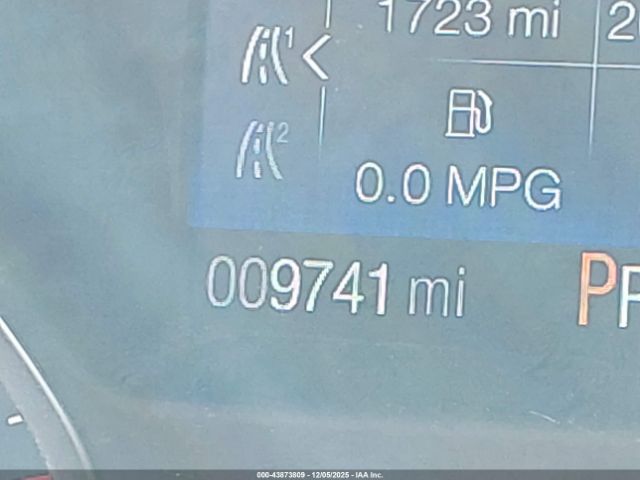 1723 mi
1
2
0.0 MPG
009741 mi
P
000-43873809 - 12/05/2025 - IAA Inc.